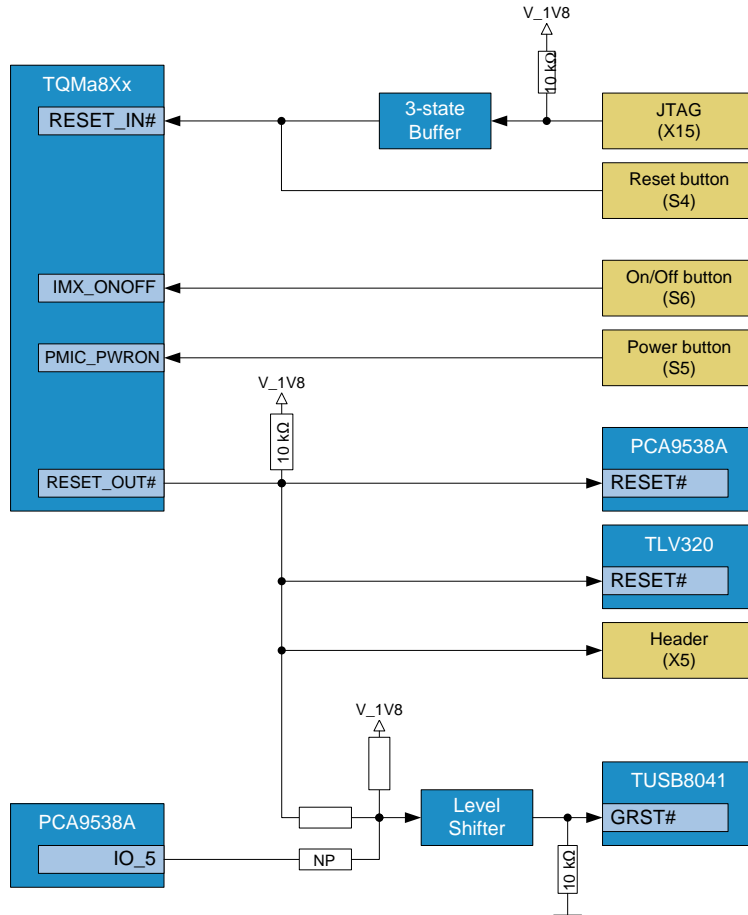 V_1V8
10 kΩ
TQMa8Xx
RESET_IN#
3-state
Buffer
JTAG
(X15)
Reset button
(S4)
IMX_ONOFF
On/Off button
(S6)
PMIC_PWRON
Power button
(S5)
V_1V8
10 kΩ
RESET_OUT#
PCA9538A
RESET#
TLV320
RESET#
Header
(X5)
V_1V8
Level
Shifter
TUSB8041
GRST#
PCA9538A
IO_5
NP
10 kΩ